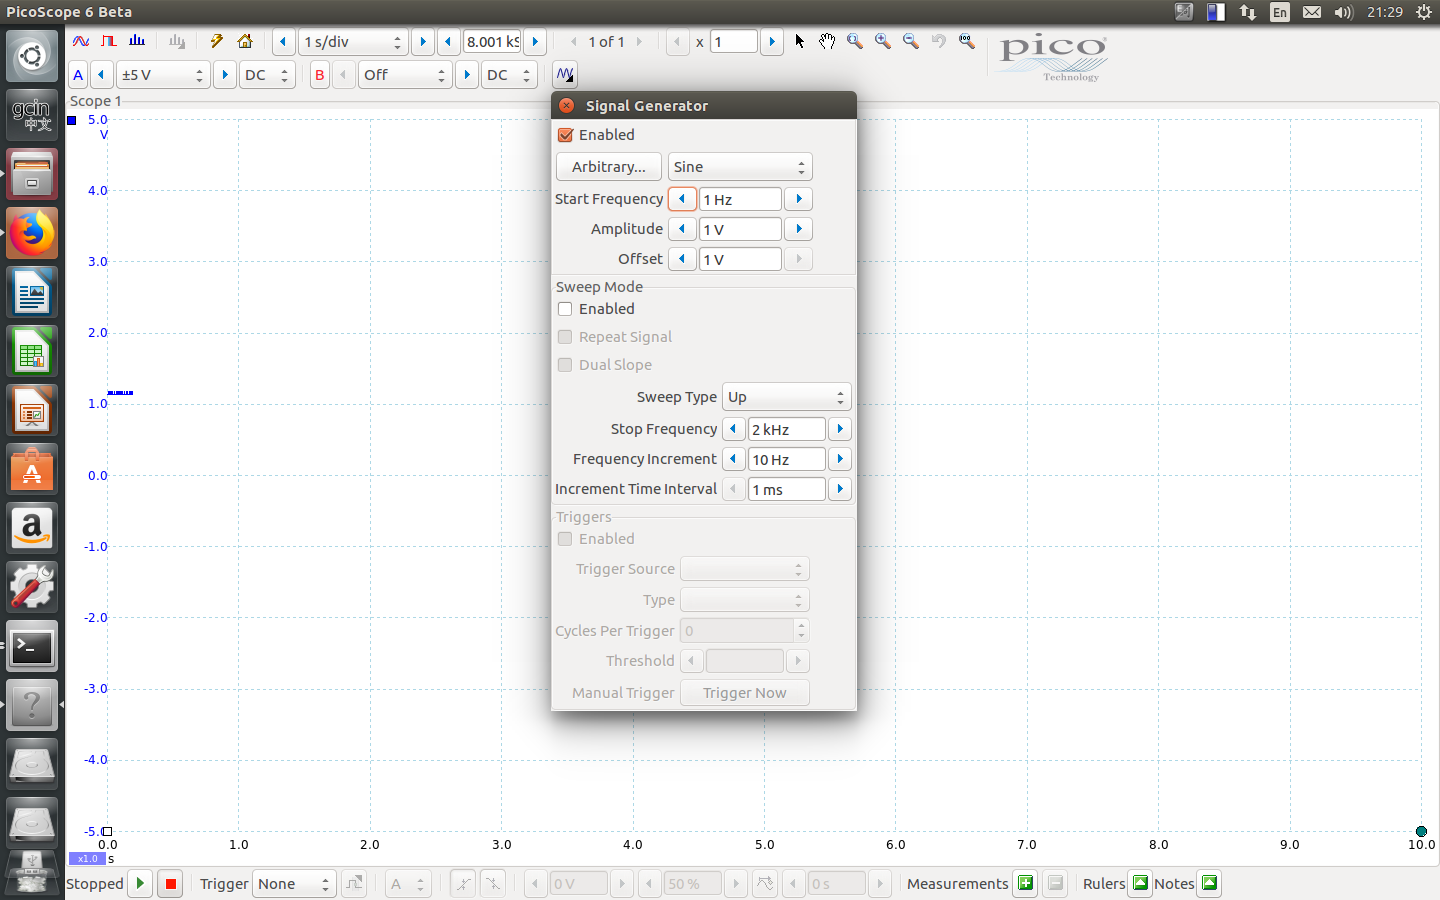 PicoScope 6 Beta
En
21:29
1 s/div
8.001 kS
1 of 1
x
1
pico
Technology
A
±5 V
DC
B
Off
DC
Scope 1
Signal Generator
Enabled
Arbitrary...
Sine
Start Frequency
1 Hz
Amplitude
1 V
Offset
1 V
Sweep Mode
Enabled
Repeat Signal
Dual Slope
Sweep Type
Up
Stop Frequency
2 kHz
Frequency Increment
10 Hz
Increment Time Interval
1 ms
Triggers
Enabled
Trigger Source
Type
Cycles Per Trigger
0
Threshold
Manual Trigger
Trigger Now
gcin
中文
5.0
V
4.0
3.0
2.0
1.0
0.0
-1.0
-2.0
-3.0
-4.0
-5.0
0.0
1.0
2.0
3.0
4.0
5.0
6.0
7.0
8.0
9.0
10.0
x1.0
s
Stopped
Trigger
None
A
0 V
50 %
0 s
Measurements
Rulers
Notes